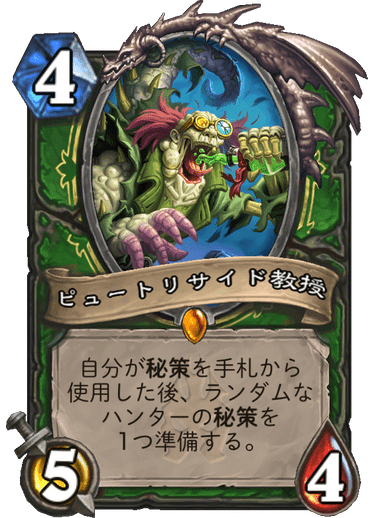 4
ピュートリサイド教授
自分が秘策を手札から
使用した後、ランダムな
ハンターの秘策を
1つ準備する。
5
4